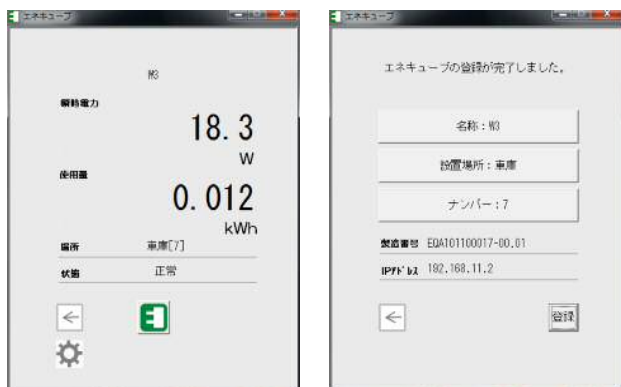 エネキューブ
W3
瞬時電力
18.3
W
使用量
0.012
kWh
場所 車庫[7]
状態 正常
エネキューブ
エネキューブの登録が完了しました。
名称:W3
設置場所:車庫
ナンバー:7
製造番号 EQA101100017-00.01
IPアドレス 192.168.11.2
登録